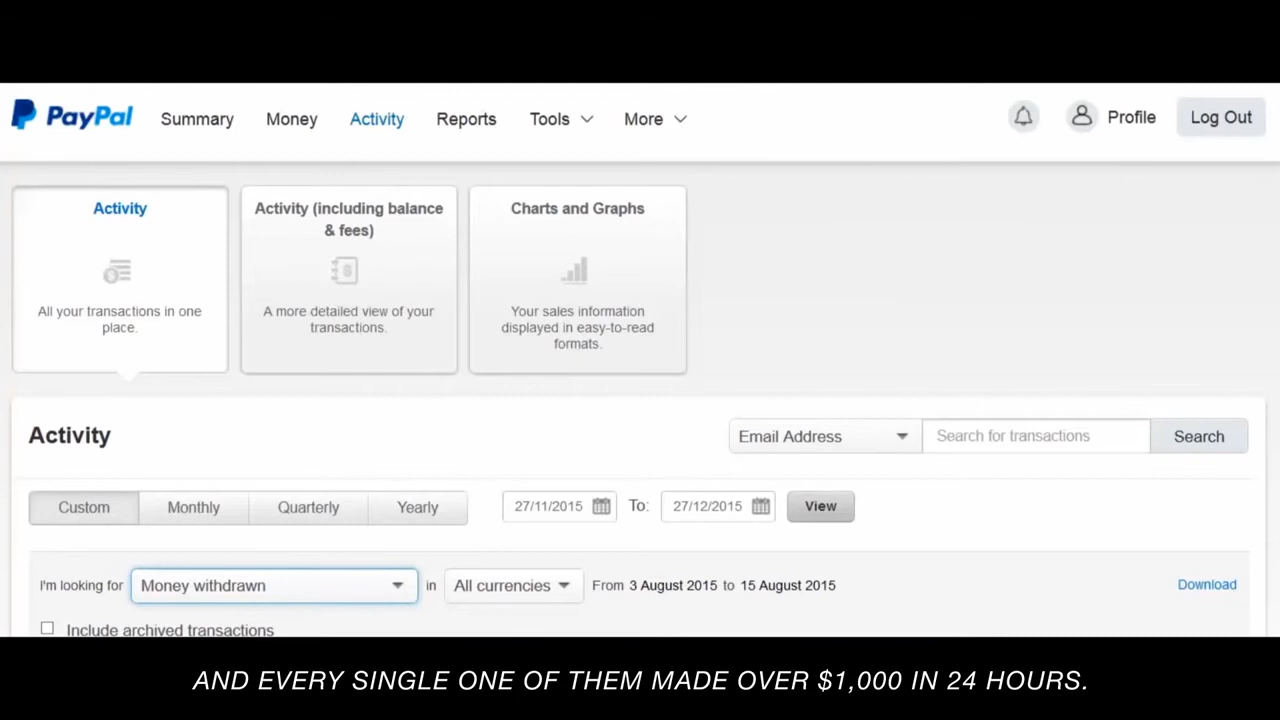 PayPal Summary Money Activity Reports Tools More Profile Log Out
Activity
All your transactions in one
place.
Activity (including balance
& fees)
A more detailed view of your
transactions.
Charts and Graphs
Your sales information
displayed in easy-to-read
formats.
Activity
Email Address Search for transactions Search
Custom Monthly Quarterly Yearly 27/11/2015 To: 27/12/2015 View
I'm looking for Money withdrawn in All currencies From 3 August 2015 to 15 August 2015 Download
Include archived transactions
AND EVERY SINGLE ONE OF THEM MADE OVER $1,000 IN 24 HOURS.